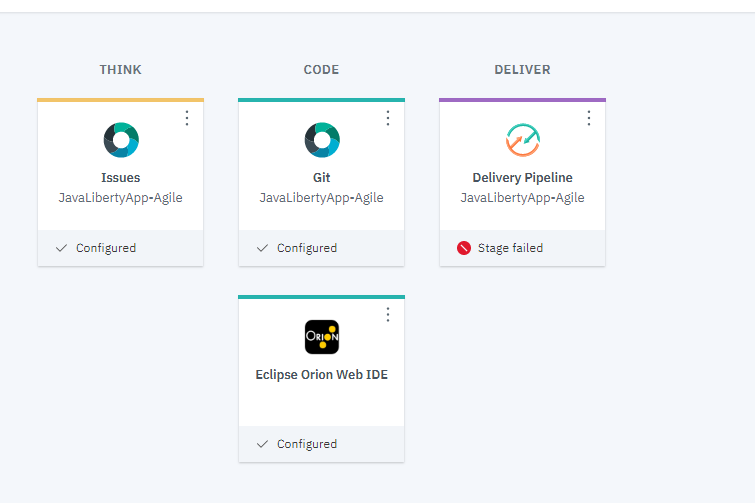 THINK
CODE
DELIVER
Issues
JavaLibertyApp-Agile
Configured
Git
JavaLibertyApp-Agile
Configured
Delivery Pipeline
JavaLibertyApp-Agile
Stage failed
ORION
Eclipse Orion Web IDE
Configured